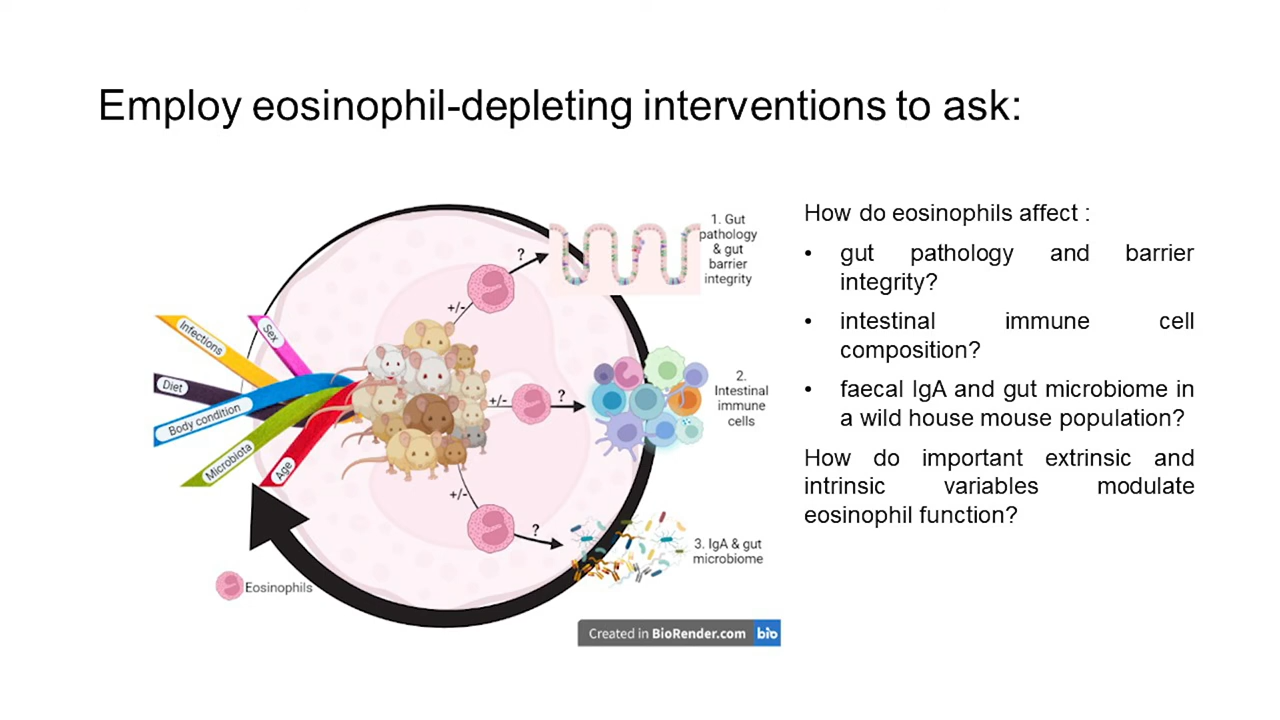 Employ eosinophil-depleting interventions to ask:
1. Gut
pathology
& gut
barrier
integrity
?
+/-
Infections
Sex
Diet
Body condition
Microbiota
Age
+/-
?
2.
Intestinal
immune
cells
+/-
?
3. IgA & gut
microbiome
Eosinophils
Created in BioRender.com bio
How do eosinophils affect :
• gut pathology and barrier
integrity?
• intestinal immune cell
composition?
• faecal IgA and gut microbiome in
a wild house mouse population?
How do important extrinsic and
intrinsic variables modulate
eosinophil function?